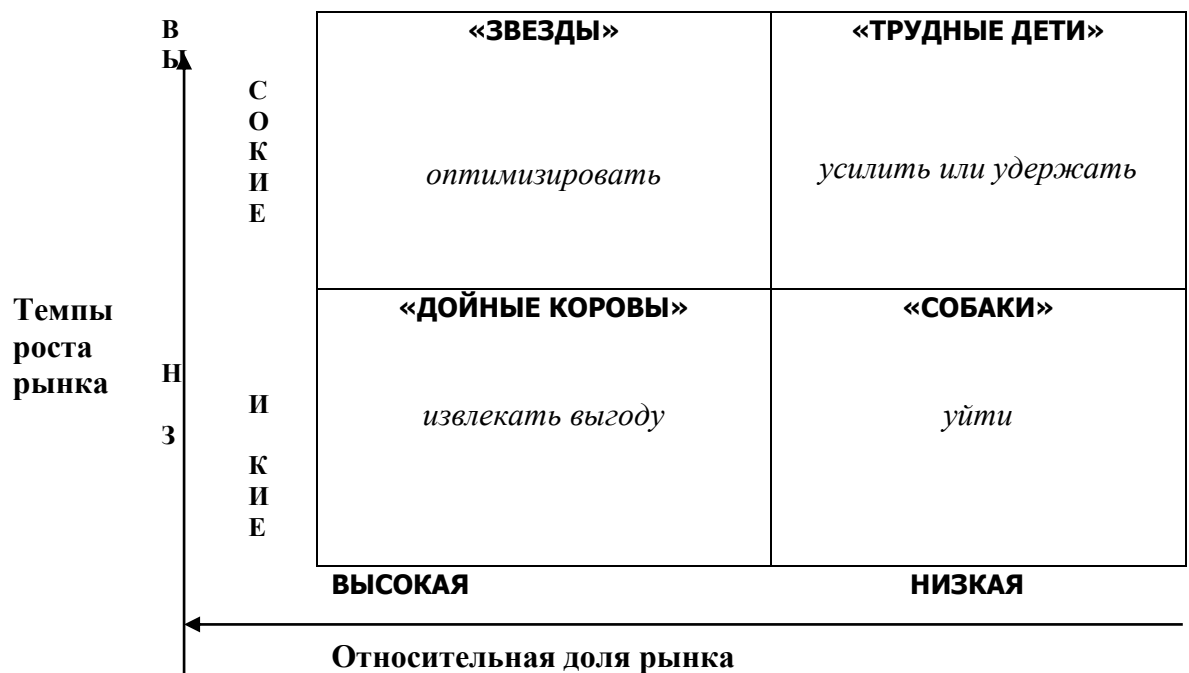 В
Ы
С
О
К
И
Е
«ЗВЕЗДЫ»
«ТРУДНЫЕ ДЕТИ»
оптимизировать
усилить или удержать
Темпы
роста
рынка
Н
И
З
К
И
Е
«ДОЙНЫЕ КОРОВЫ»
«СОБАКИ»
извлекать выгоду
уйти
ВЫСОКАЯ
НИЗКАЯ
Относительная доля рынка